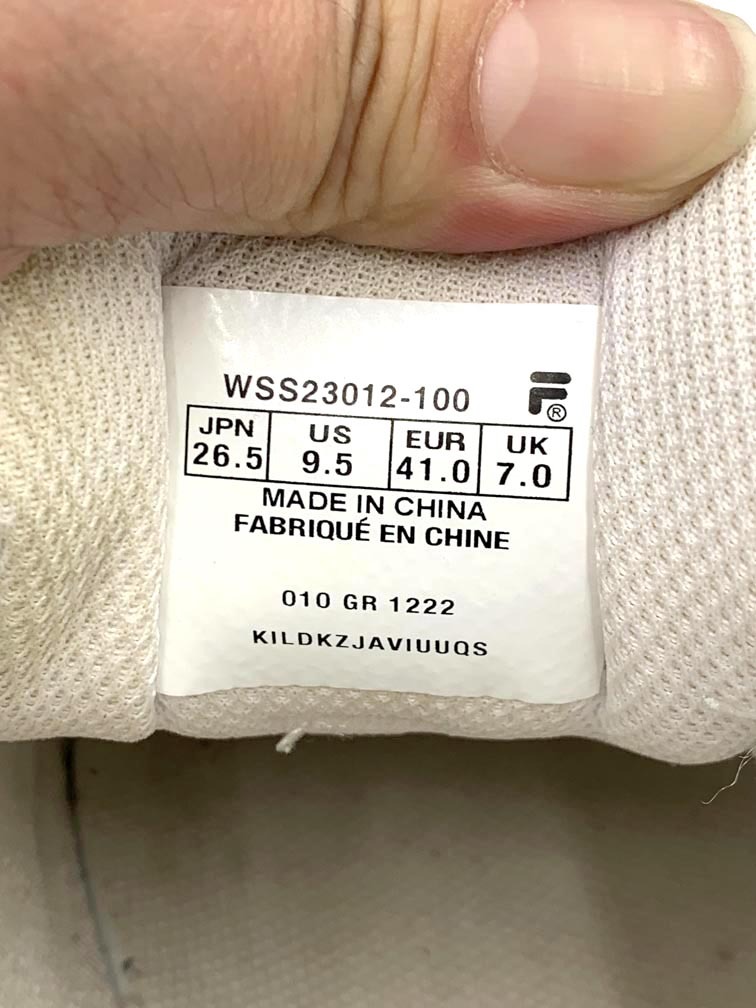 WSS23012-100
F®
JPN US EUR UK
26.5 9.5 41.0 7.0
MADE IN CHINA
FABRIQUÉ EN CHINE
010 GR 1222
KILDKZJAVIUUQS